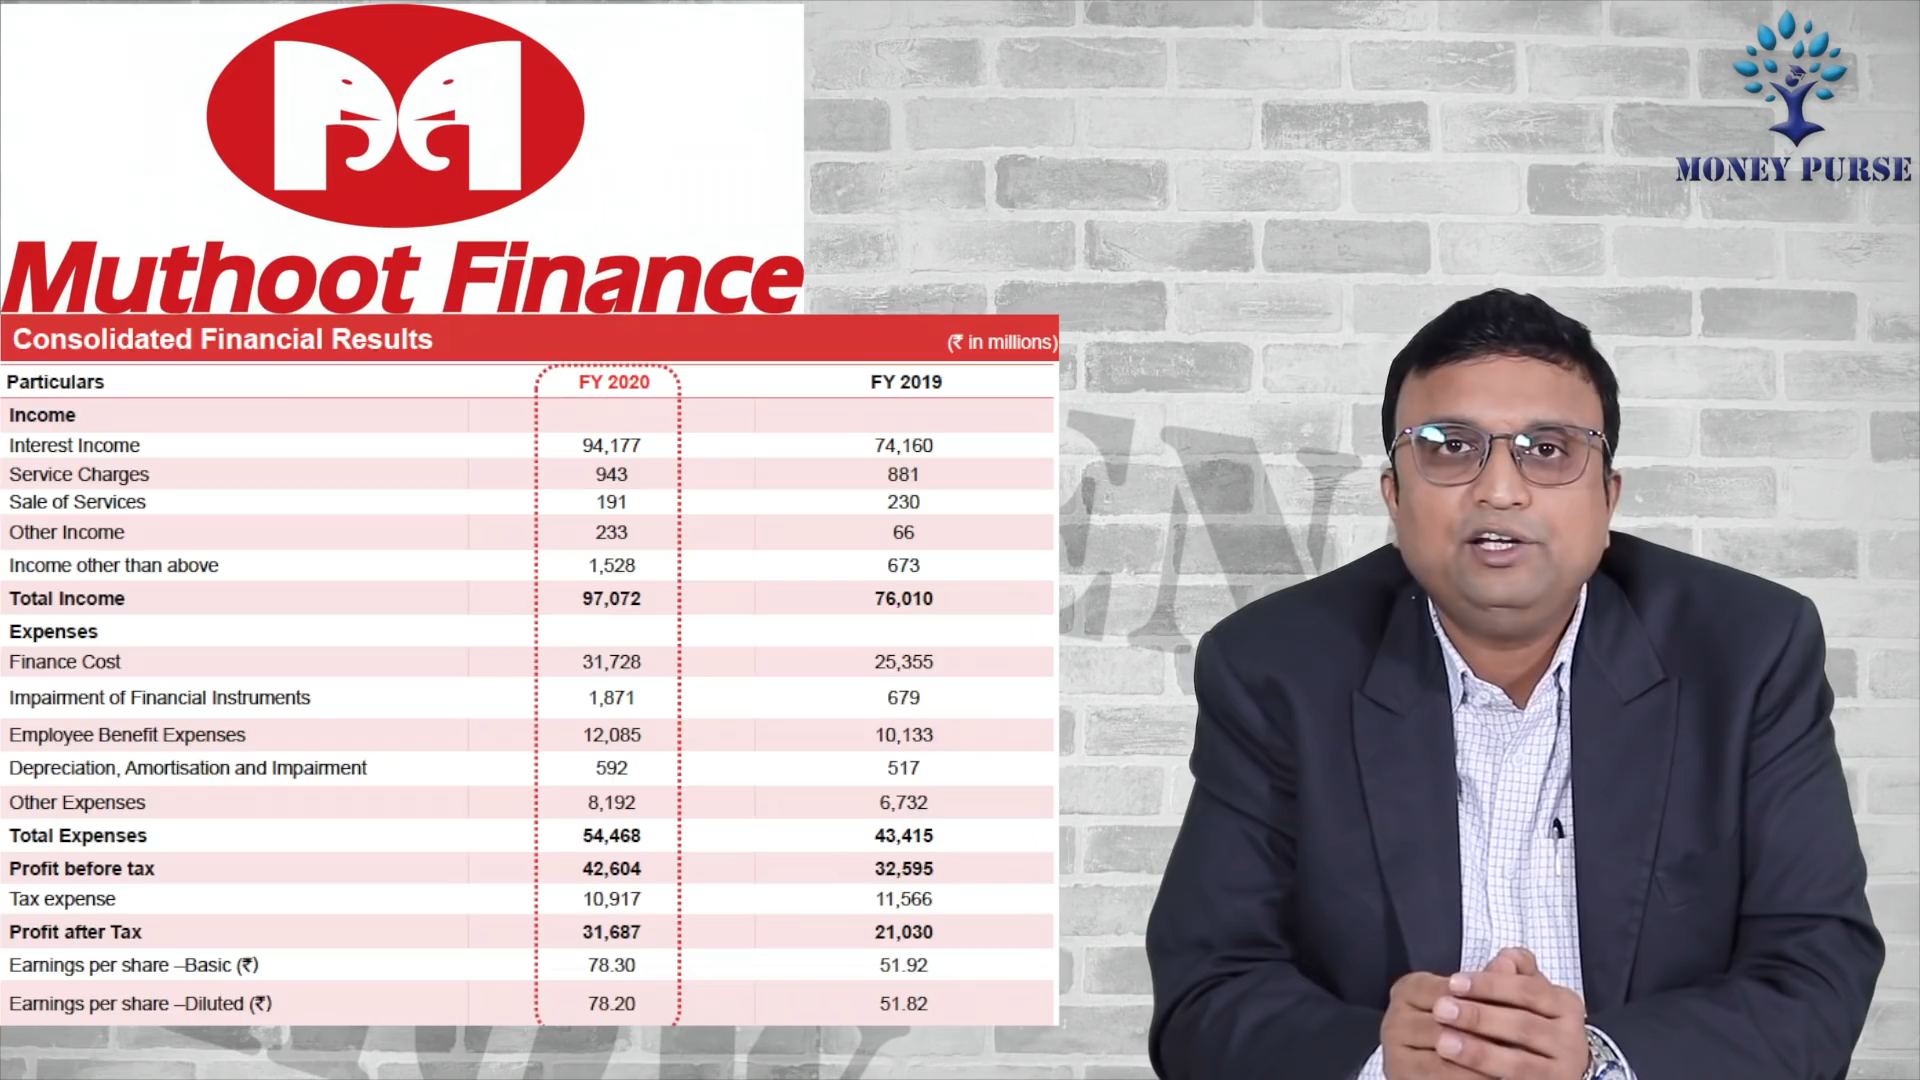 MONEY PURSE
Muthoot Finance
Consolidated Financial Results (₹ in millions)
Particulars FY 2020 FY 2019
Income
Interest Income 94,177 74,160
Service Charges 943 881
Sale of Services 191 230
Other Income 233 66
Income other than above 1,528 673
Total Income 97,072 76,010
Expenses
Finance Cost 31,728 25,355
Impairment of Financial Instruments 1,871 679
Employee Benefit Expenses 12,085 10,133
Depreciation, Amortisation and Impairment 592 517
Other Expenses 8,192 6,732
Total Expenses 54,468 43,415
Profit before tax 42,604 32,595
Tax expense 10,917 11,566
Profit after Tax 31,687 21,030
Earnings per share –Basic (₹) 78.30 51.92
Earnings per share –Diluted (₹) 78.20 51.82